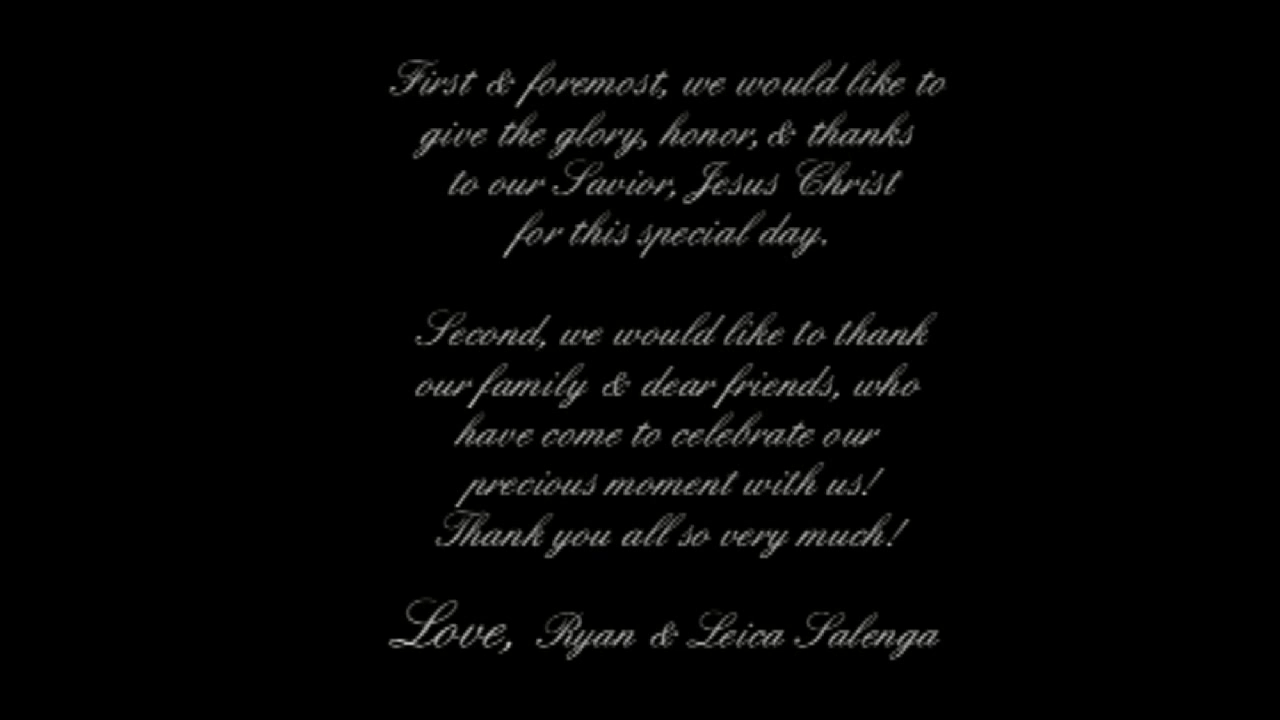 First & foremost, we would like to
give the glory, honor, & thanks
to our Savior, Jesus Christ
for this special day.
Second, we would like to thank
our family & dear friends, who
have come to celebrate our
precious moment with us!
Thank you all so very much!
Love, Ryan & Leica Salenga